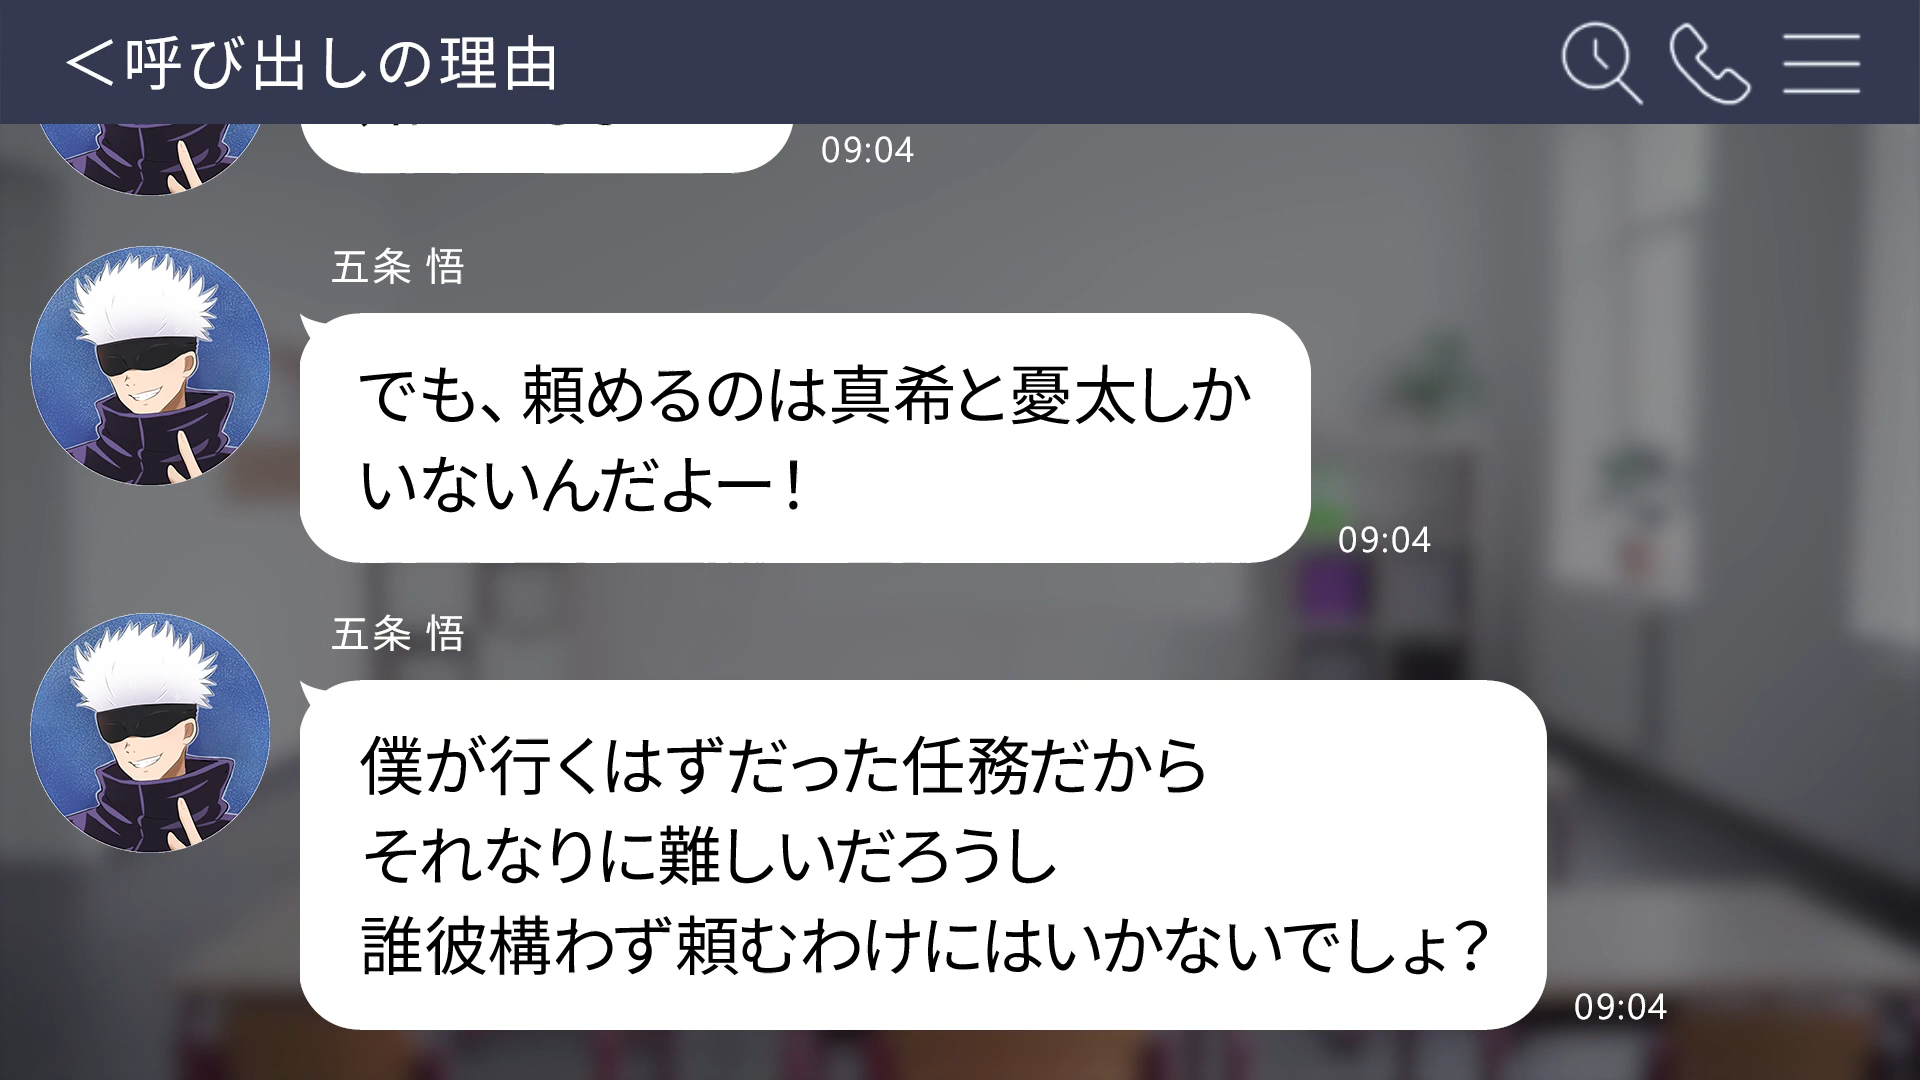 ＜呼び出しの理由
09:04
五条 悟
でも、頼めるのは真希と憂太しか
いないんだよー！
09:04
五条 悟
僕が行くはずだった任務だから
それなりに難しいだろうし
誰彼構わず頼むわけにはいかないでしょ？
09:04